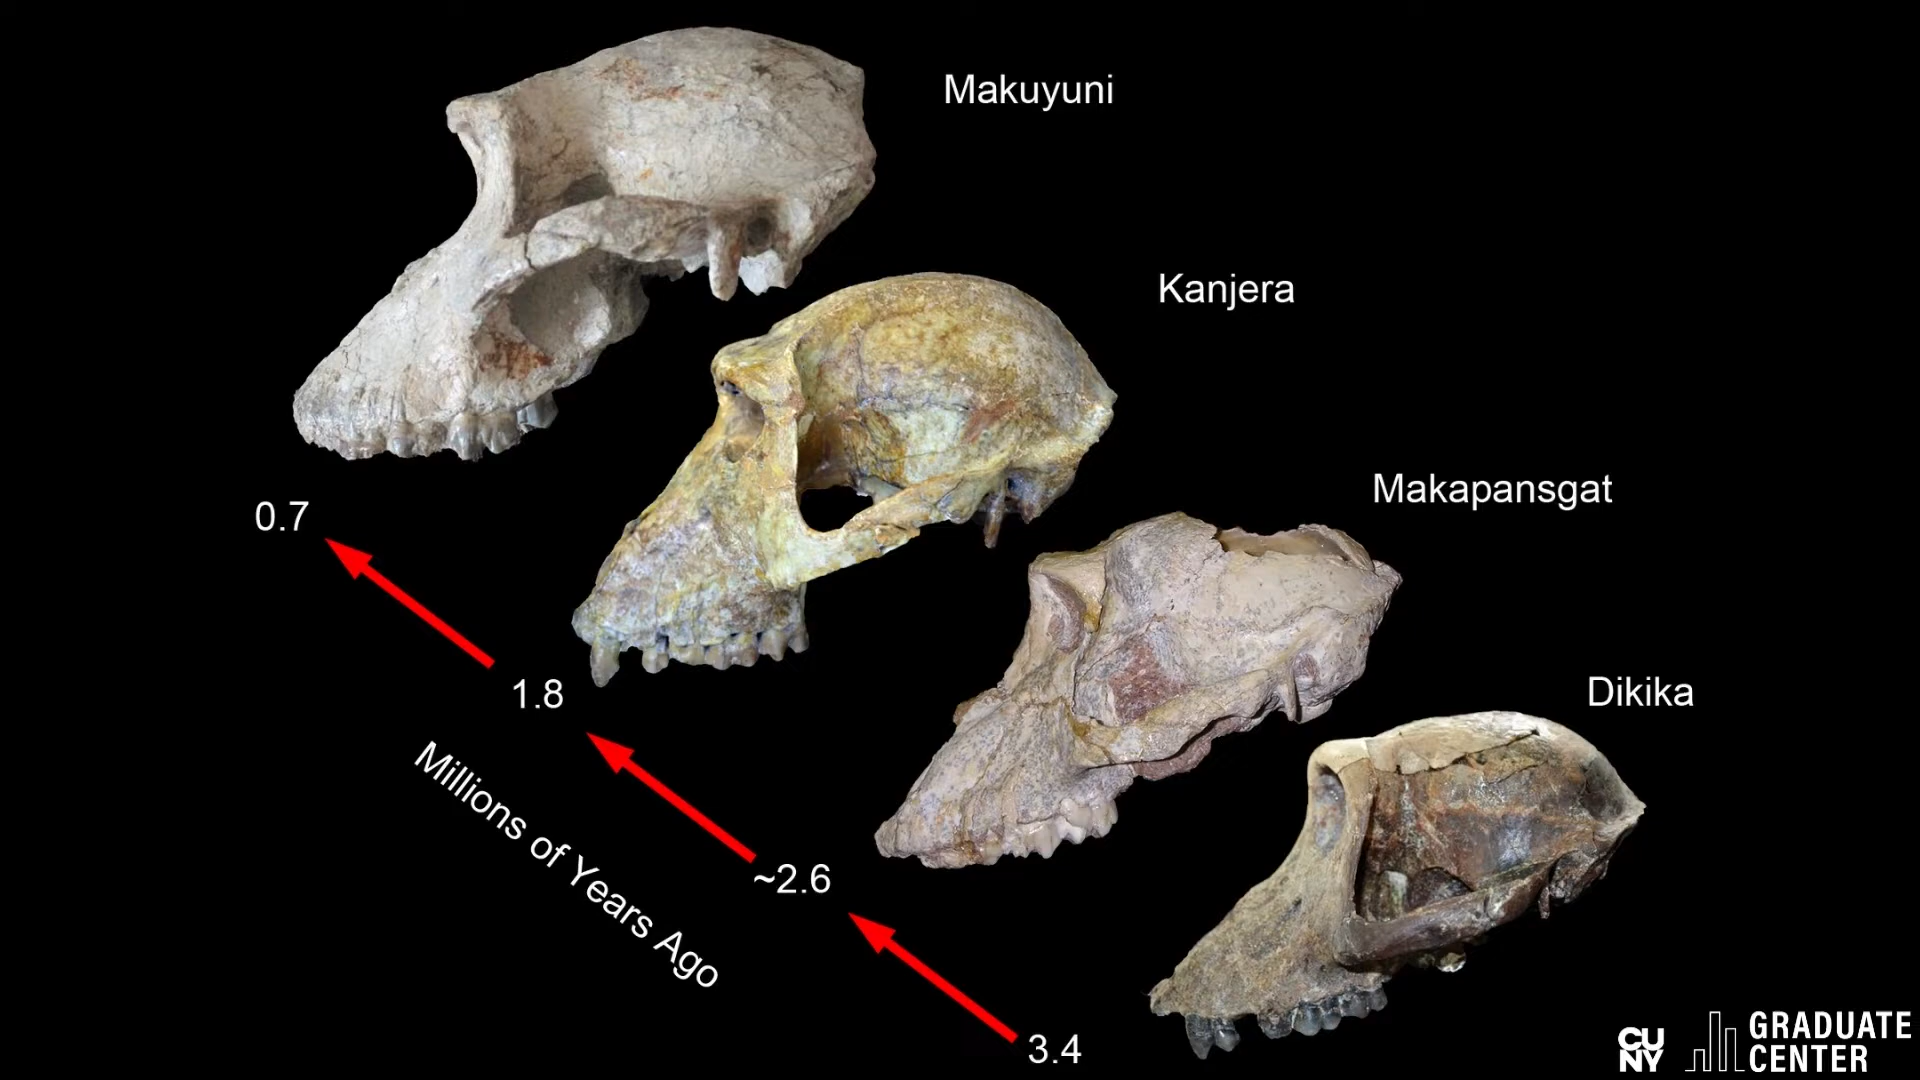 Makuyuni
Kanjera
Makapansgat
Dikika
0.7
1.8
~2.6
3.4
Millions of Years Ago
CU
NY
GRADUATE
CENTER